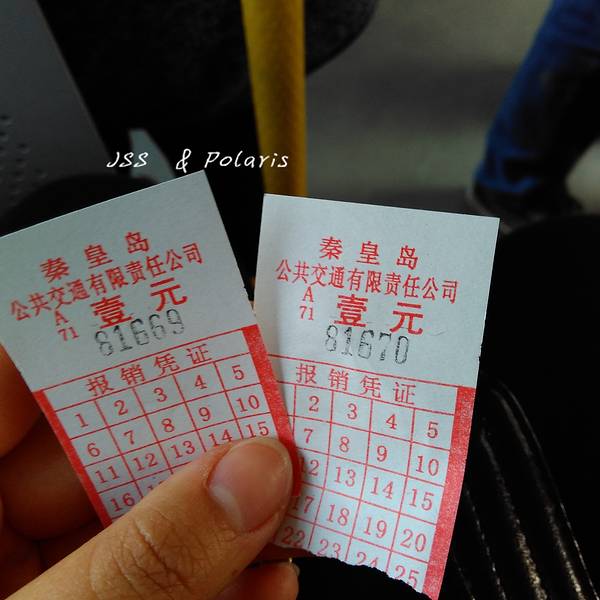 JSS & Polaris
秦皇岛
公共交通有限责任公司
A
71
壹元
81669
报销凭证
1 2 3 4 5
6 7 8 9 10
11 12 13 14 15
16
秦皇岛
公共交通有限责任公司
A
71
壹元
81670
报销凭证
2 3 4 5
7 8 9 10
12 13 14 15
17 18 19 20
22 23 24 25